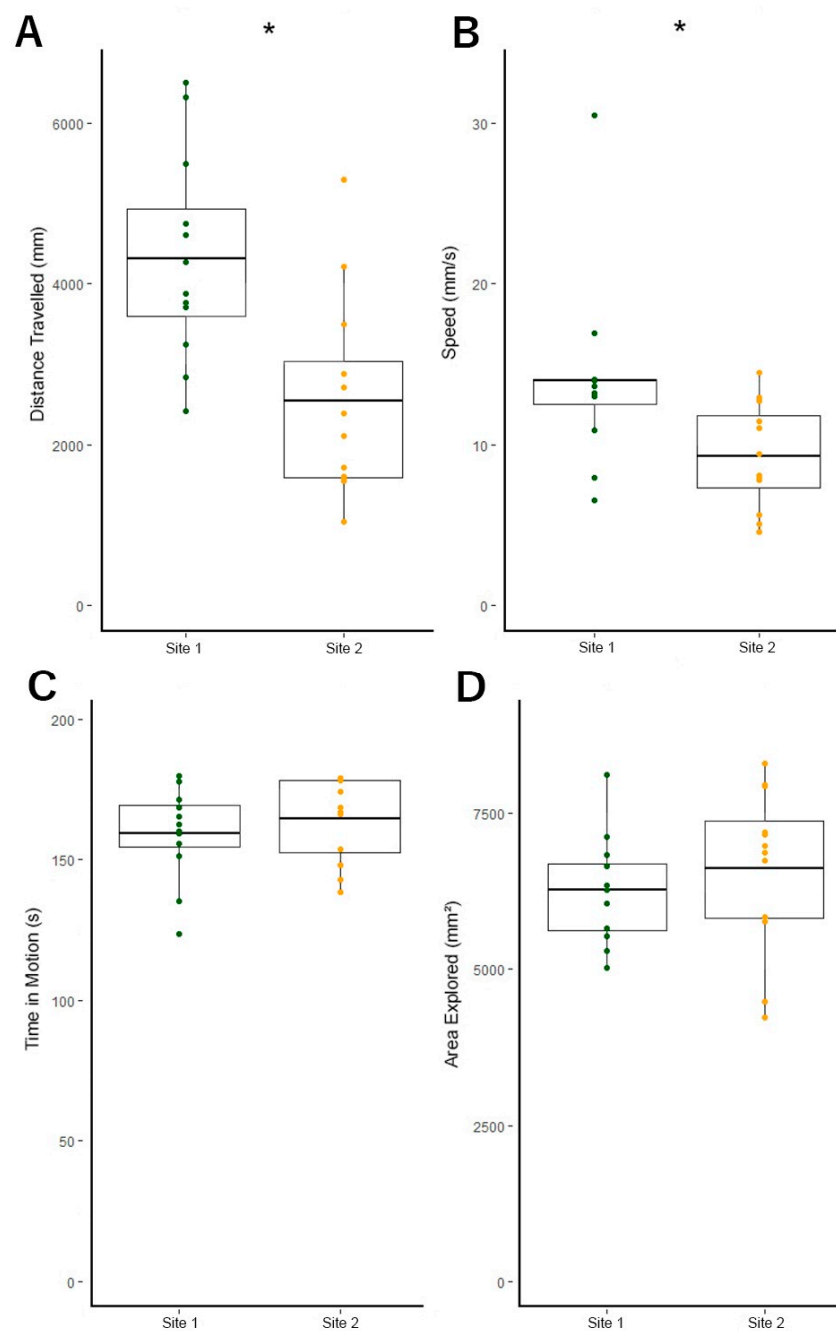 A
*
Distance Travelled (mm)
6000
4000
2000
0
Site 1
Site 2
B
*
Speed (mm/s)
30
20
10
0
Site 1
Site 2
C
Time in Motion (s)
200
150
100
50
0
Site 1
Site 2
D
Area Explored (mm²)
7500
5000
2500
0
Site 1
Site 2